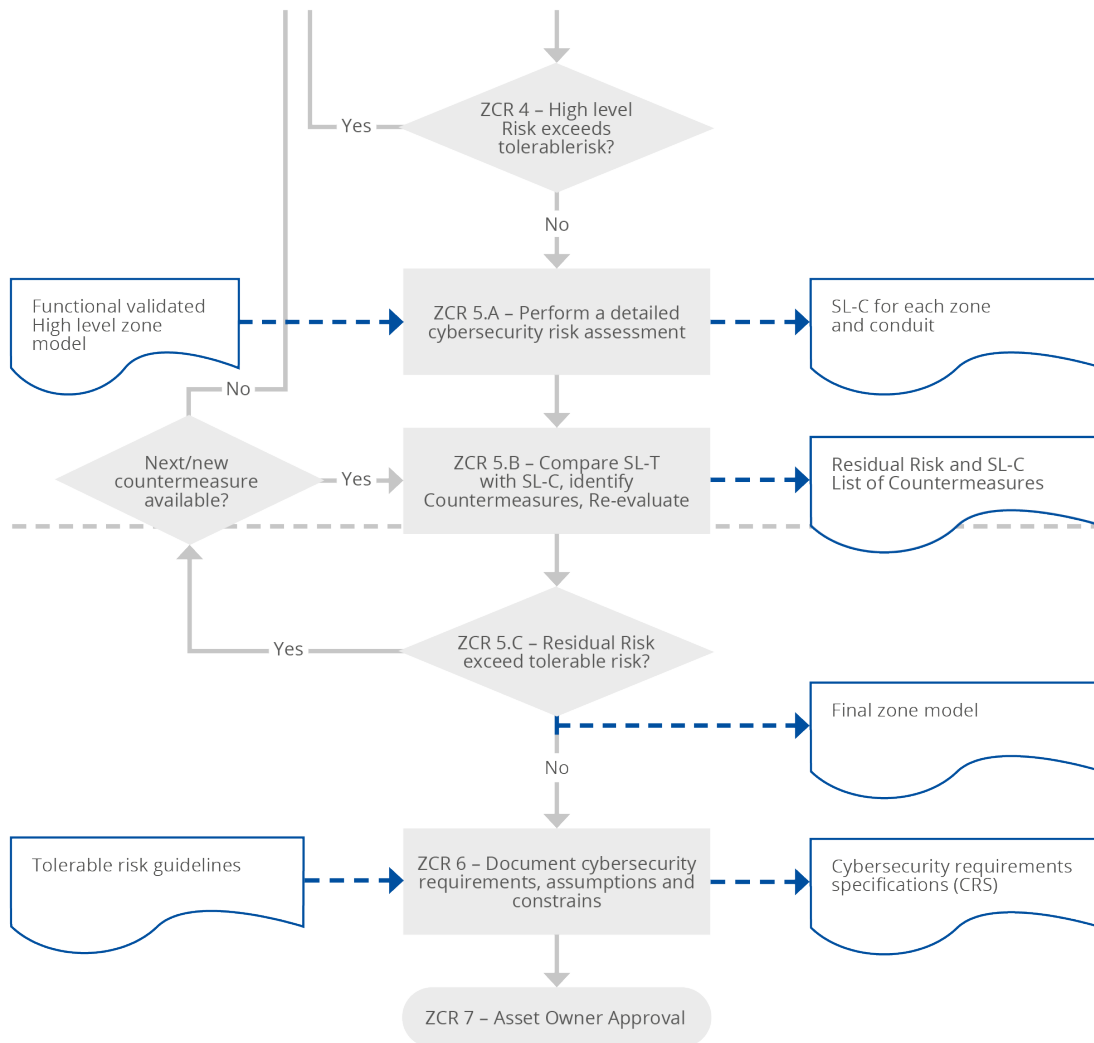 ZCR 4 – High level
Risk exceeds
tolerablerisk?
Yes
No
Functional validated
High level zone
model
ZCR 5.A – Perform a detailed
cybersecurity risk assessment
SL-C for each zone
and conduit
No
Next/new
countermeasure
available?
Yes
ZCR 5.B – Compare SL-T
with SL-C, identify
Countermeasures, Re-evaluate
Residual Risk and SL-C
List of Countermeasures
Yes
ZCR 5.C – Residual Risk
exceed tolerable risk?
Final zone model
No
Tolerable risk guidelines
ZCR 6 – Document cybersecurity
requirements, assumptions and
constrains
Cybersecurity requirements
specifications (CRS)
ZCR 7 – Asset Owner Approval